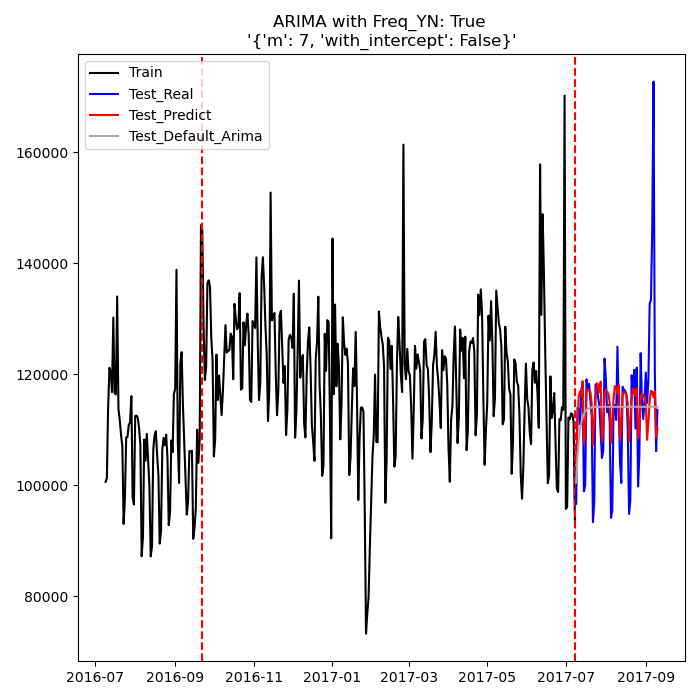 ARIMA with Freq_YN: True
'{'m': 7, 'with_intercept': False}'
Train
Test_Real
Test_Predict
Test_Default_Arima
160000
140000
120000
100000
80000
2016-07 2016-09 2016-11 2017-01 2017-03 2017-05 2017-07 2017-09